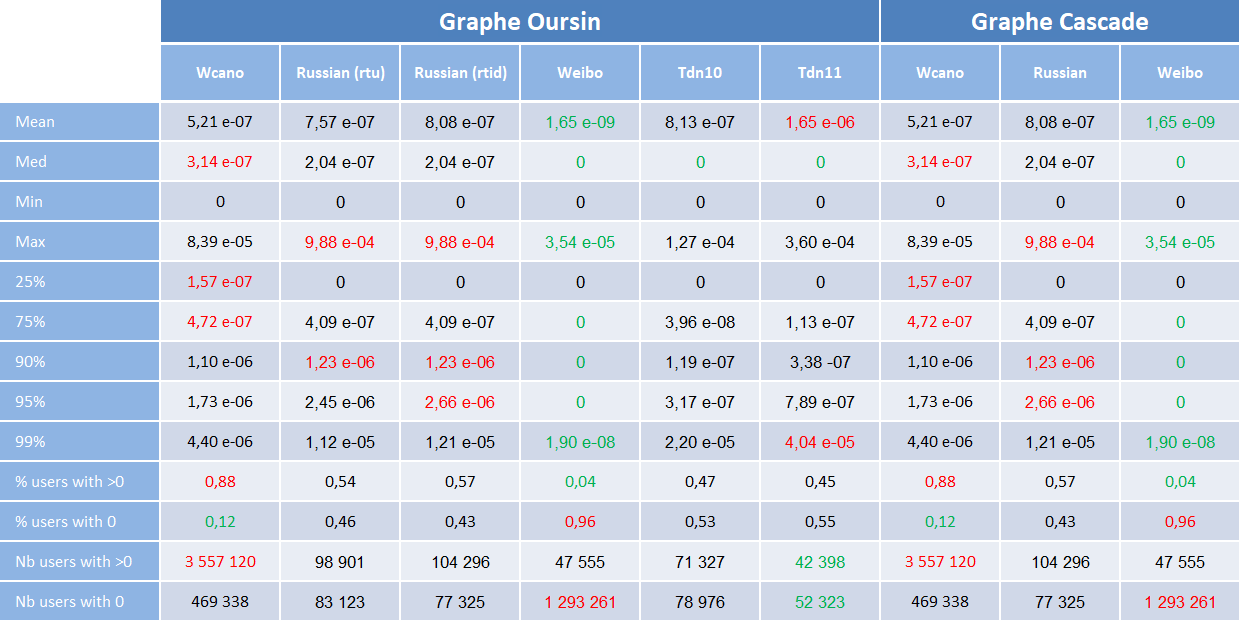 Graphe Oursin Graphe Cascade
Wcano Russian (rtu) Russian (rtid) Weibo Tdn10 Tdn11 Wcano Russian Weibo
Mean 5,21 e-07 7,57 e-07 8,08 e-07 1,65 e-09 8,13 e-07 1,65 e-06 5,21 e-07 8,08 e-07 1,65 e-09
Med 3,14 e-07 2,04 e-07 2,04 e-07 0 0 0 3,14 e-07 2,04 e-07 0
Min 0 0 0 0 0 0 0 0 0
Max 8,39 e-05 9,88 e-04 9,88 e-04 3,54 e-05 1,27 e-04 3,60 e-04 8,39 e-05 9,88 e-04 3,54 e-05
25% 1,57 e-07 0 0 0 0 0 1,57 e-07 0 0
75% 4,72 e-07 4,09 e-07 4,09 e-07 0 3,96 e-08 1,13 e-07 4,72 e-07 4,09 e-07 0
90% 1,10 e-06 1,23 e-06 1,23 e-06 0 1,19 e-07 3,38 -07 1,10 e-06 1,23 e-06 0
95% 1,73 e-06 2,45 e-06 2,66 e-06 0 3,17 e-07 7,89 e-07 1,73 e-06 2,66 e-06 0
99% 4,40 e-06 1,12 e-05 1,21 e-05 1,90 e-08 2,20 e-05 4,04 e-05 4,40 e-06 1,21 e-05 1,90 e-08
% users with >0 0,88 0,54 0,57 0,04 0,47 0,45 0,88 0,57 0,04
% users with 0 0,12 0,46 0,43 0,96 0,53 0,55 0,12 0,43 0,96
Nb users with >0 3 557 120 98 901 104 296 47 555 71 327 42 398 3 557 120 104 296 47 555
Nb users with 0 469 338 83 123 77 325 1 293 261 78 976 52 323 469 338 77 325 1 293 261